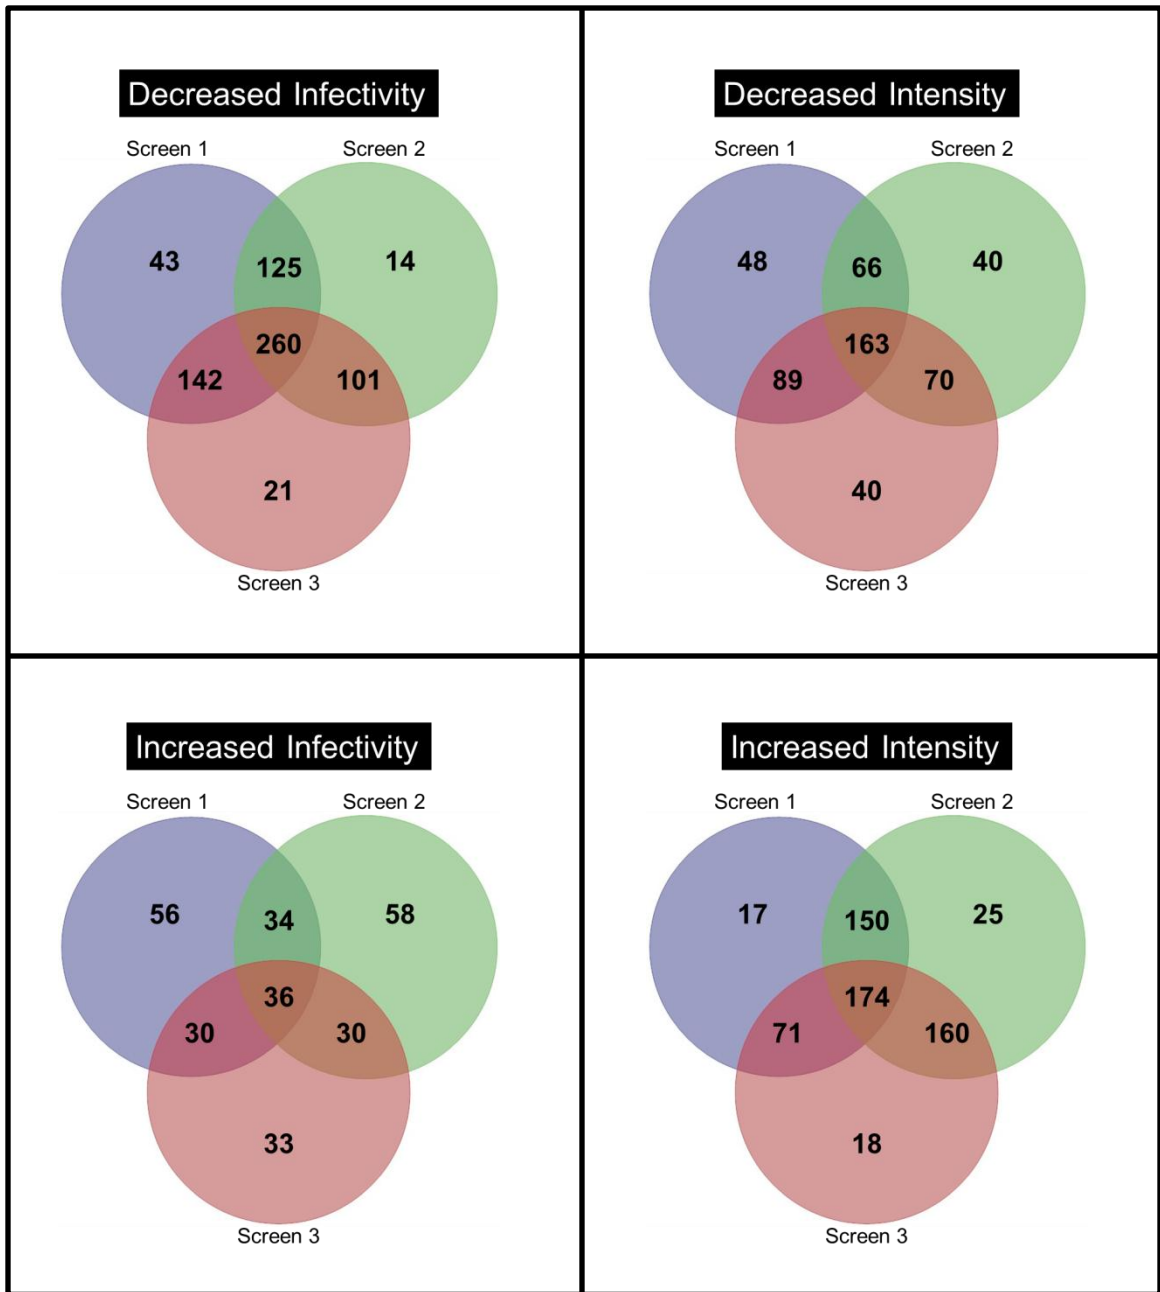 Decreased Infectivity
Screen 1
Screen 2
43
125
14
260
142
101
21
Screen 3
Decreased Intensity
Screen 1
Screen 2
48
66
40
163
89
70
40
Screen 3
Increased Infectivity
Screen 1
Screen 2
56
34
58
36
30
30
33
Screen 3
Increased Intensity
Screen 1
Screen 2
17
150
25
174
71
160
18
Screen 3